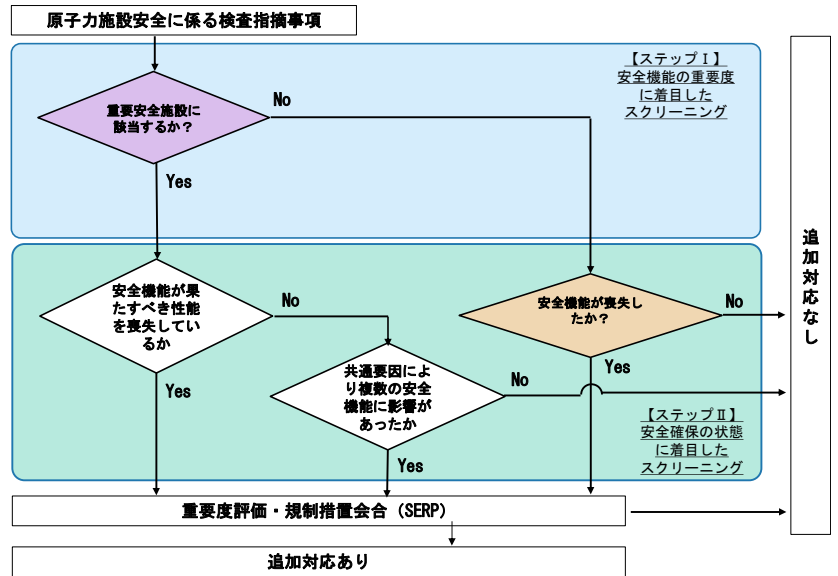 原子力施設安全に係る検査指摘事項
【ステップⅠ】
安全機能の重要度
に着目した
スクリーニング
重要安全施設に
該当するか？
No
Yes
追加対応なし
安全機能が果
たすべき性能
を喪失してい
るか
No
Yes
安全機能が喪失し
たか？
No
Yes
共通要因によ
り複数の安全
機能に影響が
あったか
No
Yes
【ステップⅡ】
安全確保の状態
に着目した
スクリーニング
重要度評価・規制措置会合（SERP）
追加対応あり